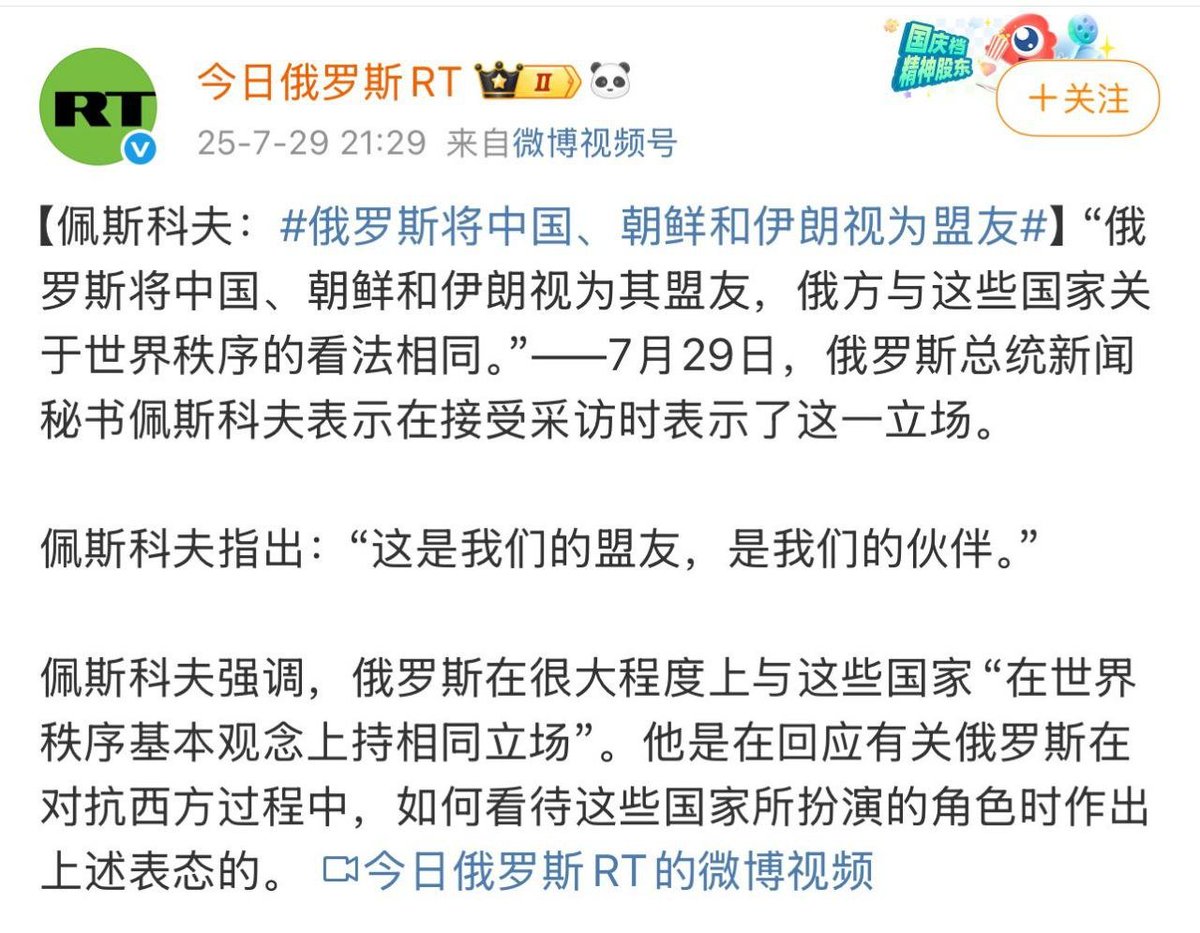 国庆档
精神股东
RT
今日俄罗斯RT II
+关注
25-7-29 21:29 来自微博视频号
【佩斯科夫：#俄罗斯将中国、朝鲜和伊朗视为盟友#】“俄
罗斯将中国、朝鲜和伊朗视为其盟友，俄方与这些国家关
于世界秩序的看法相同。”——7月29日，俄罗斯总统新闻
秘书佩斯科夫表示在接受采访时表示了这一立场。
佩斯科夫指出：“这是我们的盟友，是我们的伙伴。”
佩斯科夫强调，俄罗斯在很大程度上与这些国家“在世界
秩序基本观念上持相同立场”。他是在回应有关俄罗斯在
对抗西方过程中，如何看待这些国家所扮演的角色时作出
上述表态的。 今日俄罗斯RT的微博视频